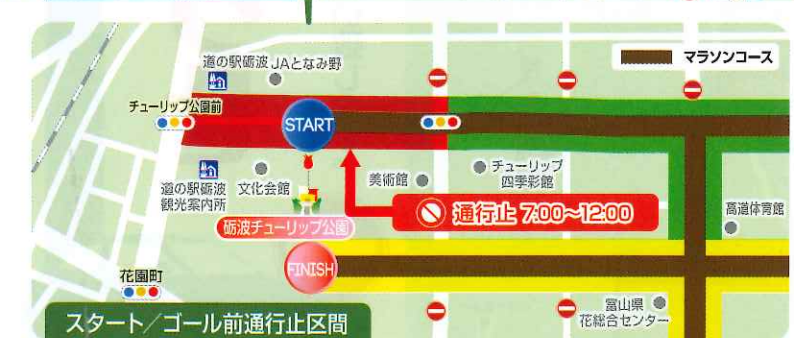 マラソンコース
道の駅砺波
JAとなみ野
チューリップ公園前
START
道の駅砺波
観光案内所
文化会館
美術館
チューリップ
四季彩館
通行止 7:00~12:00
高道体育館
砺波チューリップ公園
FINISH
花園町
富山県
花総合センター
スタート/ゴール前通行止区間